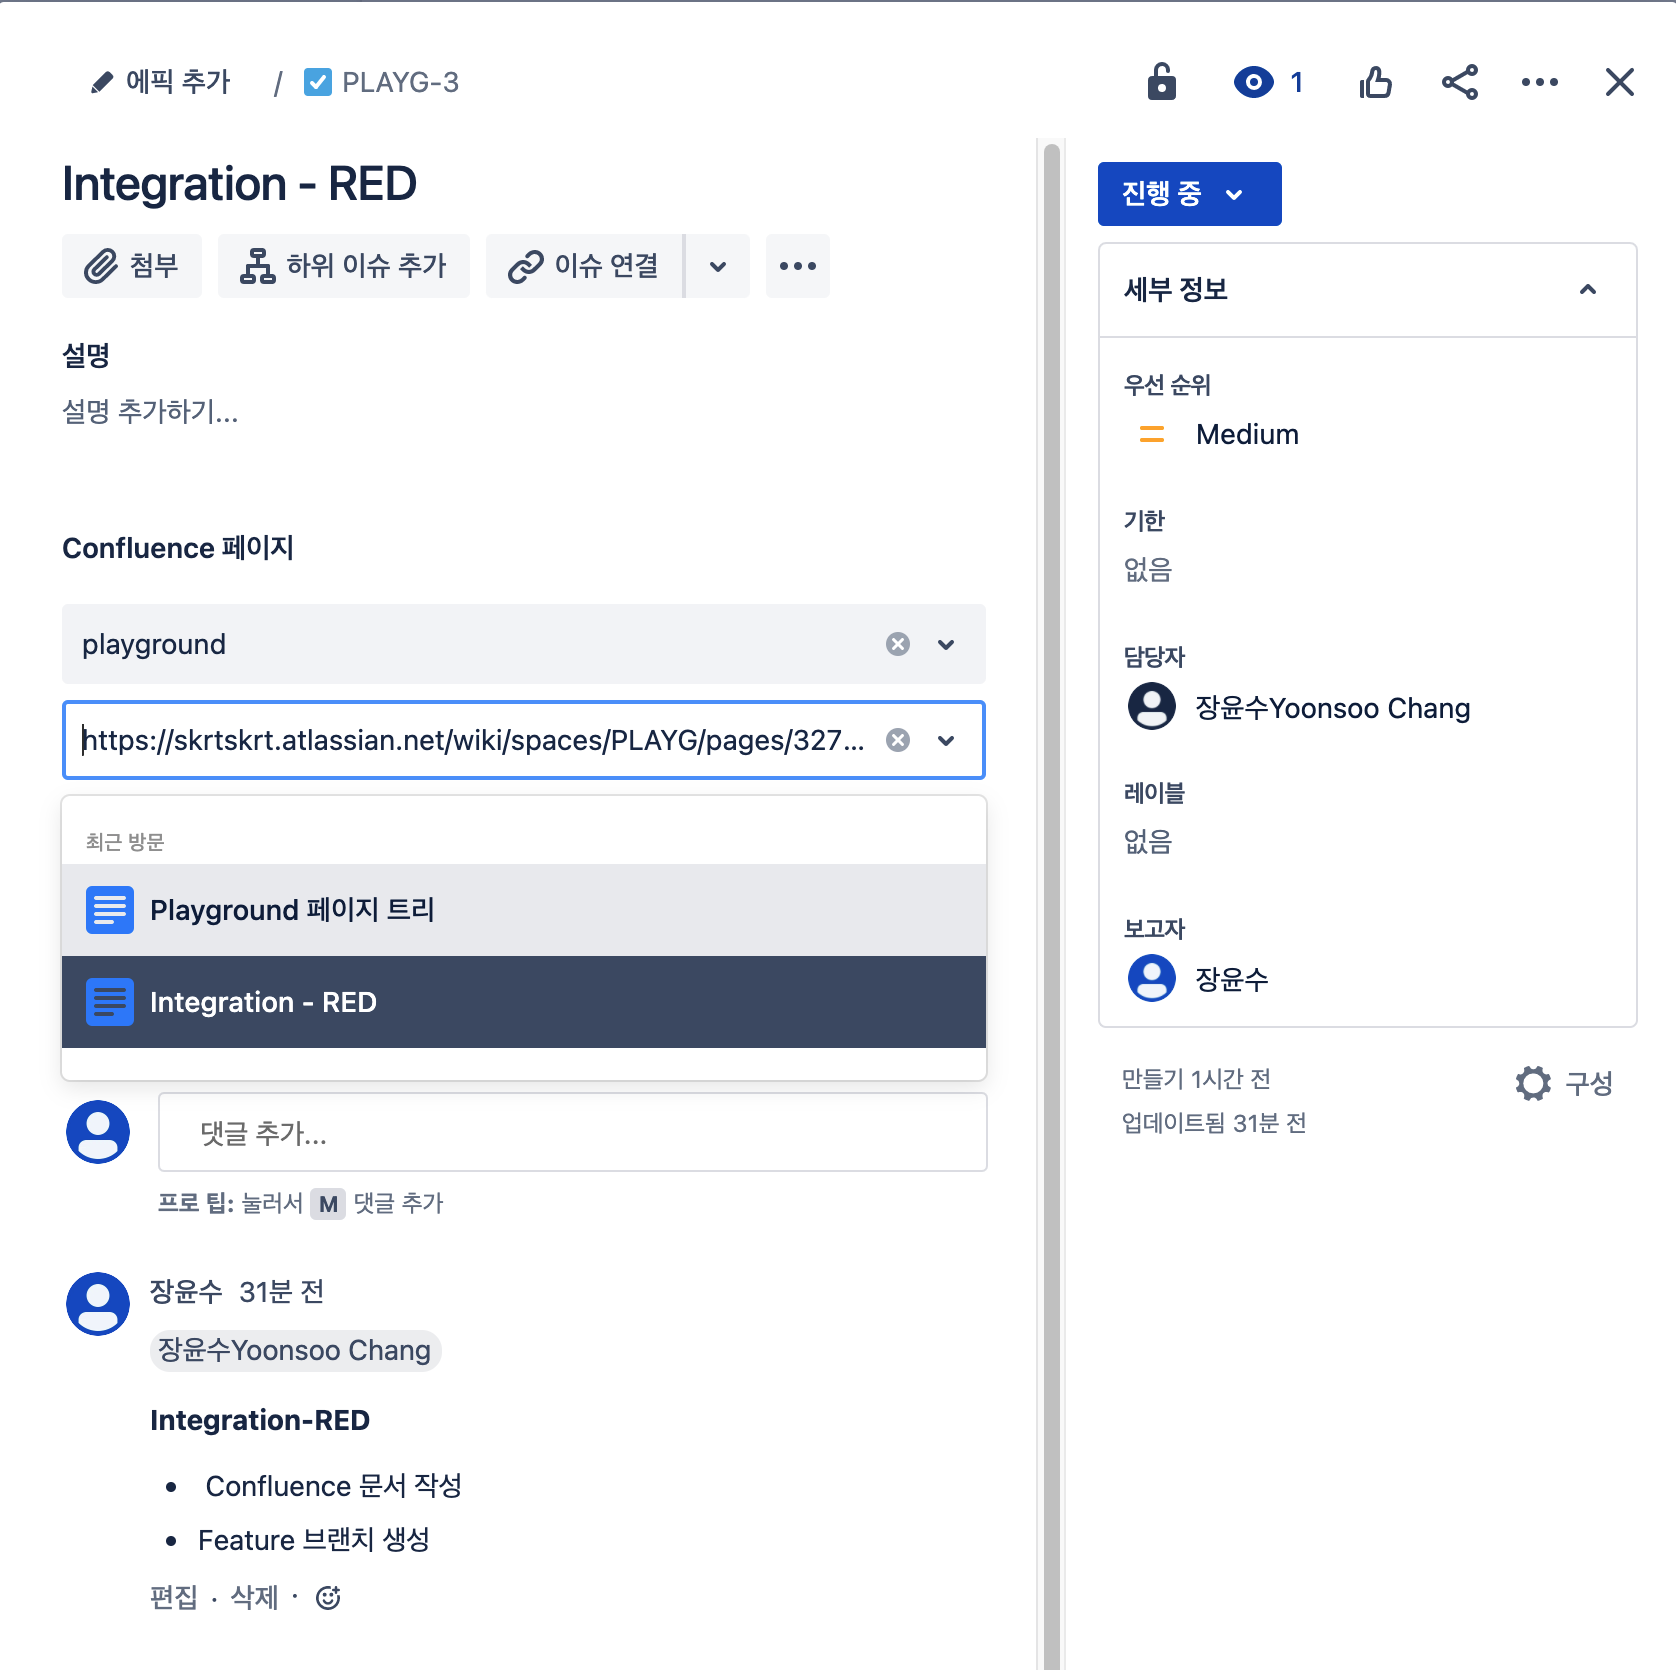 에픽 추가 / PLAYG-3
1
Integration - RED
첨부
하위 이슈 추가
이슈 연결
설명
설명 추가하기...
Confluence 페이지
playground
https://skrtskrt.atlassian.net/wiki/spaces/PLAYG/pages/327...
최근 방문
Playground 페이지 트리
Integration - RED
댓글 추가...
프로 팁: 눌러서 M 댓글 추가
장윤수 31분 전
장윤수Yoonsoo Chang
Integration-RED
• Confluence 문서 작성
• Feature 브랜치 생성
편집 · 삭제 ·
진행 중
세부 정보
우선 순위
Medium
기한
없음
담당자
장윤수Yoonsoo Chang
레이블
없음
보고자
장윤수
만들기 1시간 전
업데이트됨 31분 전
구성